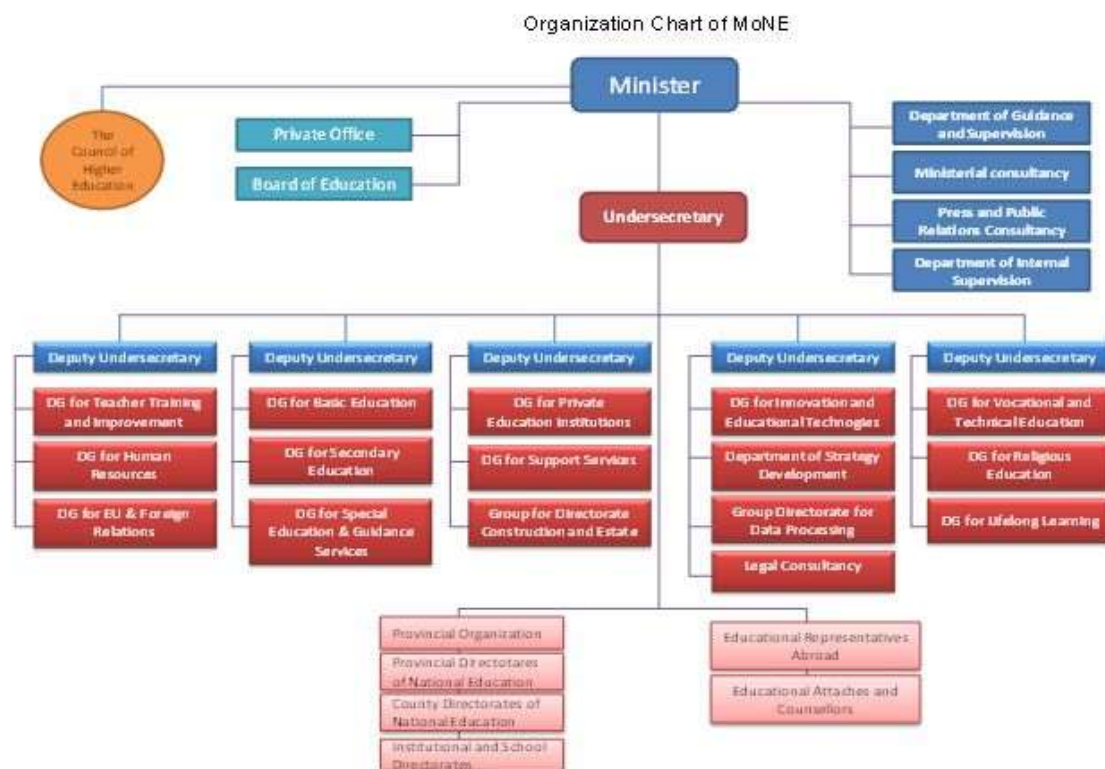 Organization Chart of MoNE
Minister
The
Council of
Higher
Education
Private Office
Board of Education
Department of Guidance
and Supervision
Ministerial consultancy
Press and Public
Relations Consultancy
Department of Internal
Supervision
Undersecretary
Deputy Undersecretary
DG for Teacher Training
and Improvement
DG for Human
Resources
DG for EU & Foreign
Relations
Deputy Undersecretary
DG for Basic Education
DG for Secondary
Education
DG for Special
Education & Guidance
Services
Deputy Undersecretary
DG for Private
Education Institutions
DG for Support Services
Group for Directorate
Construction and Estate
Deputy Undersecretary
DG for Innovation and
Educational Technogies
Department of Strategy
Development
Group Directorate for
Data Processing
Legal Consultancy
Deputy Undersecretary
DG for Vocational and
Technical Education
DG for Religious
Education
DG for Lifelong Learning
Provincial Organization
Provincial Directotares
of National Education
County Directorates of
National Education
Institutional and School
Directorates
Educational Representatives
Abroad
Educational Attaches and
Counsellors